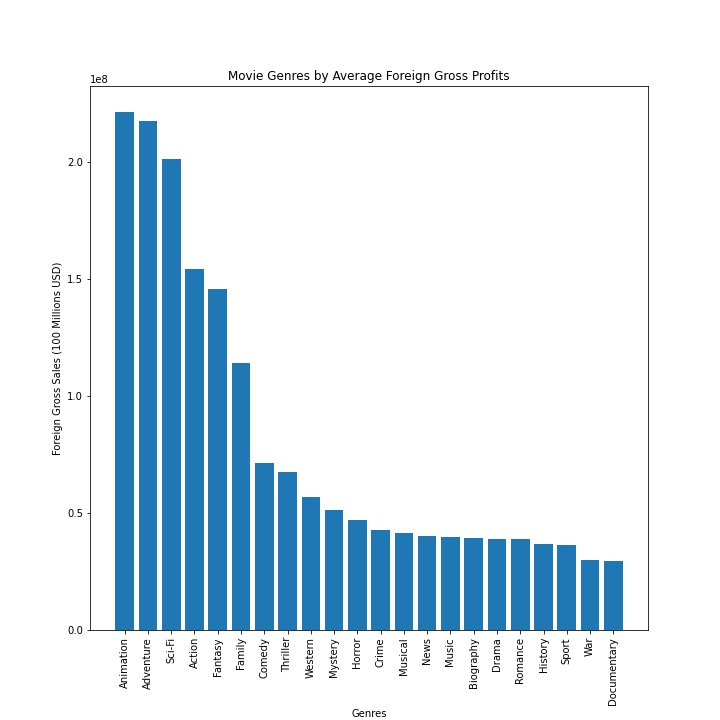 Movie Genres by Average Foreign Gross Profits
1e8
2.0
1.5
1.0
0.5
0.0
Foreign Gross Sales (100 Millions USD)
Animation
Adventure
Sci-Fi
Action
Fantasy
Family
Comedy
Thriller
Western
Mystery
Horror
Crime
Musical
News
Music
Biography
Drama
Romance
History
Sport
War
Documentary
Genres